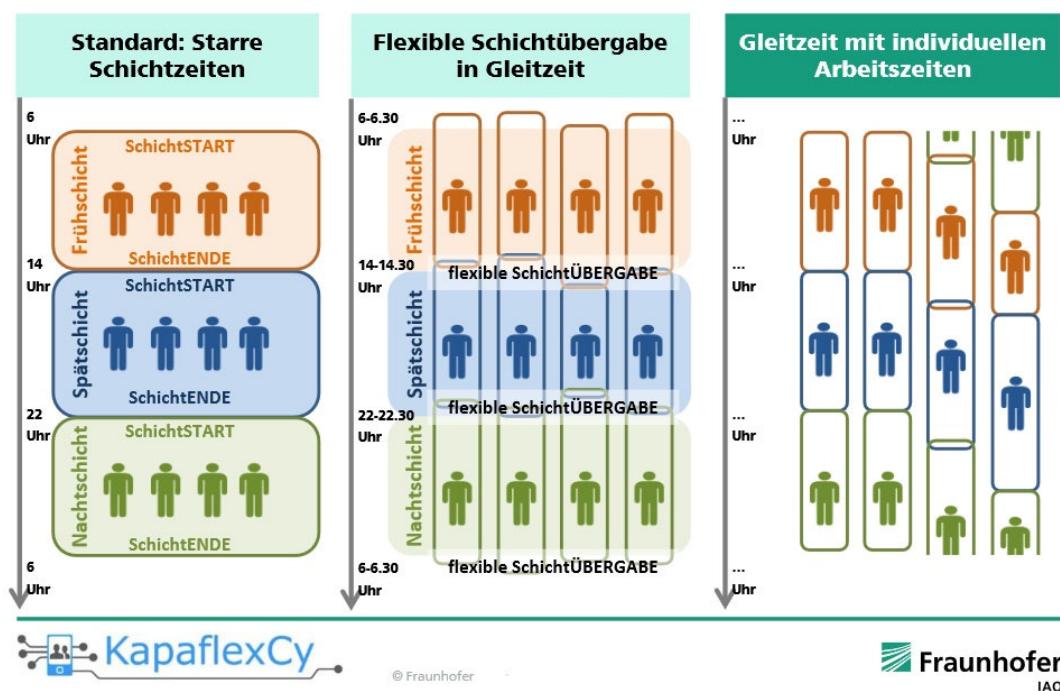 Standard: Starre
Schichtzeiten
6
Uhr
Frühschicht
SchichtSTART
SchichtENDE
14
Uhr
Spätschicht
SchichtSTART
SchichtENDE
22
Uhr
Nachtschicht
SchichtSTART
SchichtENDE
6
Uhr
Flexible Schichtübergabe
in Gleitzeit
6-6.30
Uhr
Frühschicht
14-14.30
Uhr
flexible SchichtÜBERGABE
Spätschicht
22-22.30
Uhr
flexible SchichtÜBERGABE
Nachtschicht
6-6.30
Uhr
flexible SchichtÜBERGABE
Gleitzeit mit individuellen
Arbeitszeiten
...
Uhr
...
Uhr
...
Uhr
...
Uhr
KapaflexCy
© Fraunhofer
Fraunhofer
IAO